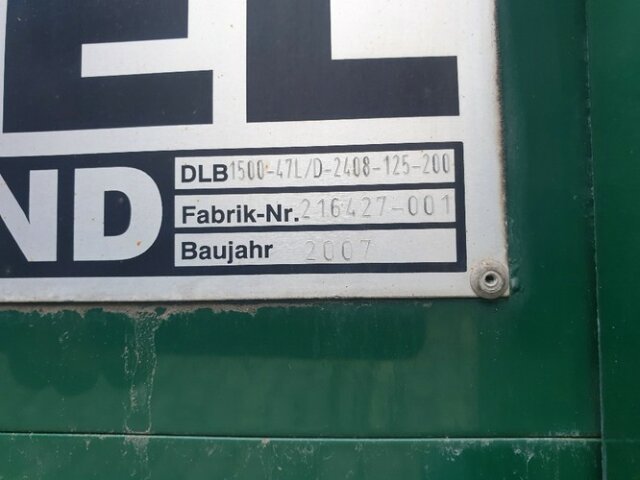 EL
ND
DLB 1500-47L/D-2408-125-200
Fabrik-Nr. 216427-001
Baujahr 2007